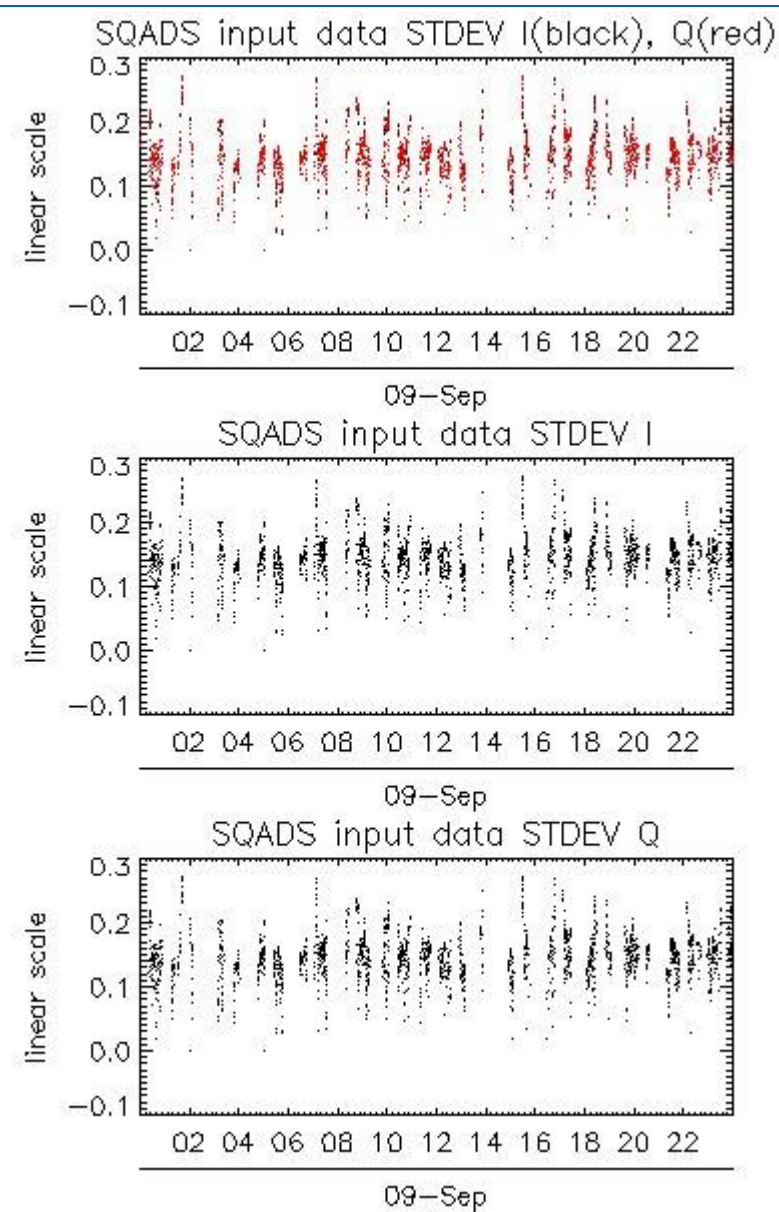 SQADS input data STDEV I(black), Q(red)
0.3
0.2
0.1
0.0
−0.1
linear scale
02 04 06 08 10 12 14 16 18 20 22
09−Sep
SQADS input data STDEV I
0.3
0.2
0.1
0.0
−0.1
linear scale
02 04 06 08 10 12 14 16 18 20 22
09−Sep
SQADS input data STDEV Q
0.3
0.2
0.1
0.0
−0.1
linear scale
02 04 06 08 10 12 14 16 18 20 22
09−Sep